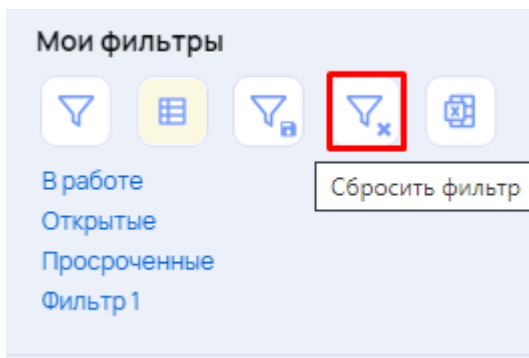 Мои фильтры
Сбросить фильтр
В работе
Открытые
Просроченные
Фильтр 1